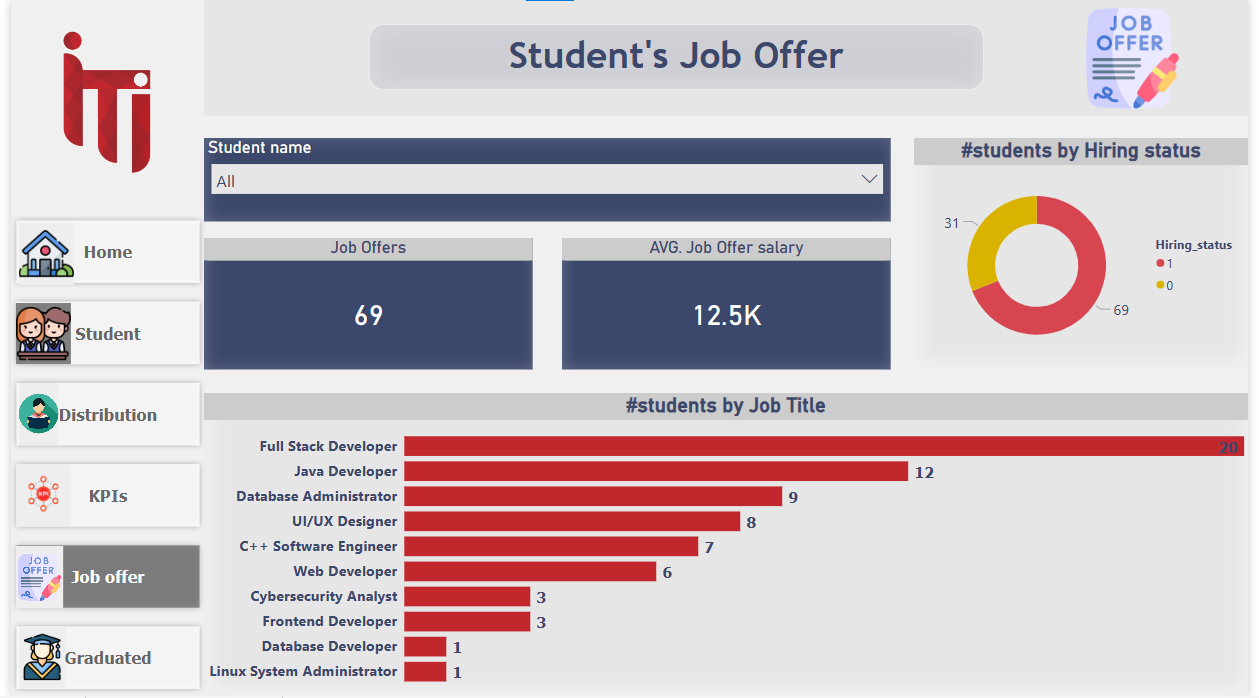 iTi
Student's Job Offer
JOB
OFFER
Home
Student
Distribution
KPI
KPIs
JOB
OFFER
Job offer
Graduated
Student name
All
Job Offers
69
AVG. Job Offer salary
12.5K
#students by Hiring status
31
69
Hiring_status
1
0
#students by Job Title
Full Stack Developer 20
Java Developer 12
Database Administrator 9
UI/UX Designer 8
C++ Software Engineer 7
Web Developer 6
Cybersecurity Analyst 3
Frontend Developer 3
Database Developer 1
Linux System Administrator 1